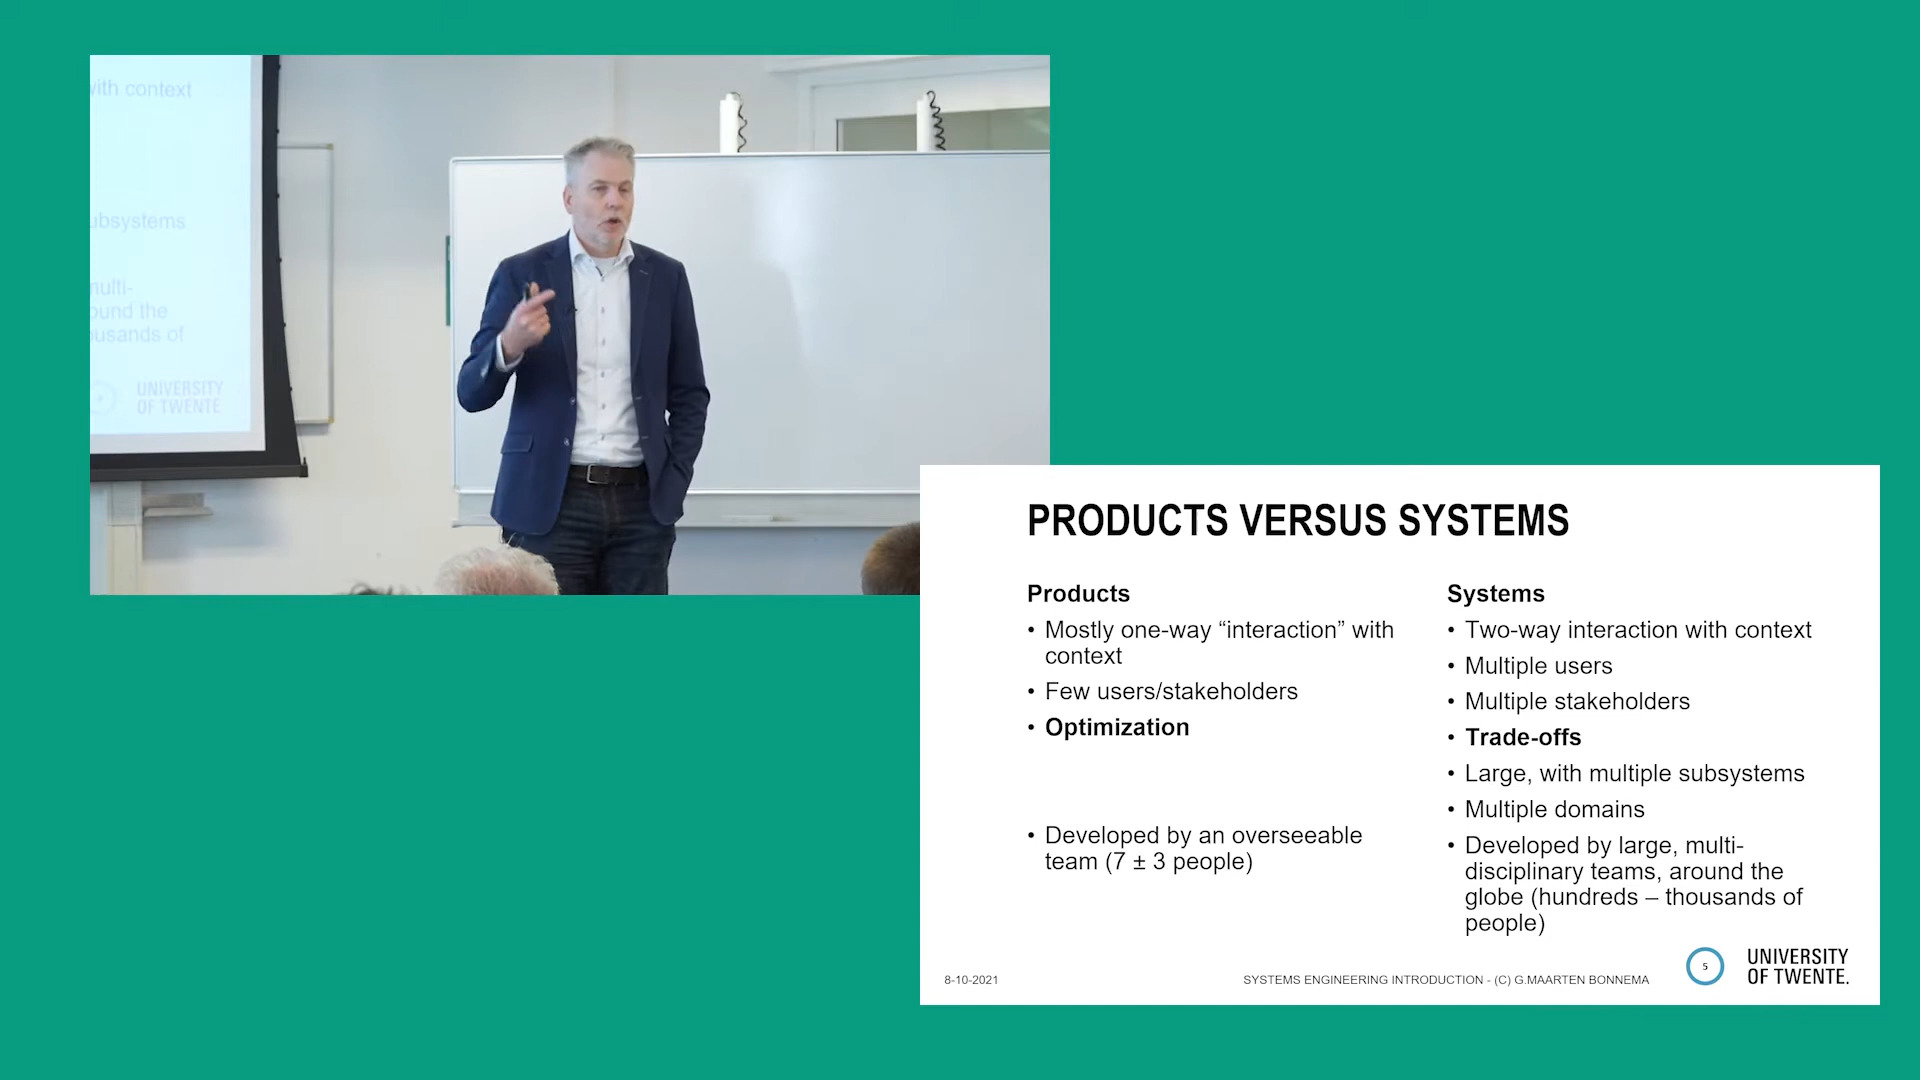 with context
ubsystems
multi-
ound the
ousands of
UNIVERSITY
OF TWENTE
PRODUCTS VERSUS SYSTEMS
Products
• Mostly one-way “interaction” with
context
• Few users/stakeholders
• Optimization
• Developed by an overseeable
team (7 ± 3 people)
Systems
• Two-way interaction with context
• Multiple users
• Multiple stakeholders
• Trade-offs
• Large, with multiple subsystems
• Multiple domains
• Developed by large, multi-
disciplinary teams, around the
globe (hundreds – thousands of
people)
8-10-2021
SYSTEMS ENGINEERING INTRODUCTION - (C) G.MAARTEN BONNEMA
5
UNIVERSITY
OF TWENTE.